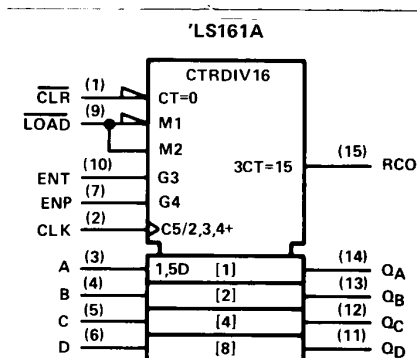 'LS161A
CTRDIV16
CLR (1) CT=0
LOAD (9) M1
M2
3CT=15 (15) RCO
ENT (10) G3
ENP (7) G4
CLK (2) C5/2,3,4+
A (3) 1,5D [1] (14) QA
B (4) [2] (13) QB
C (5) [4] (12) QC
D (6) [8] (11) QD